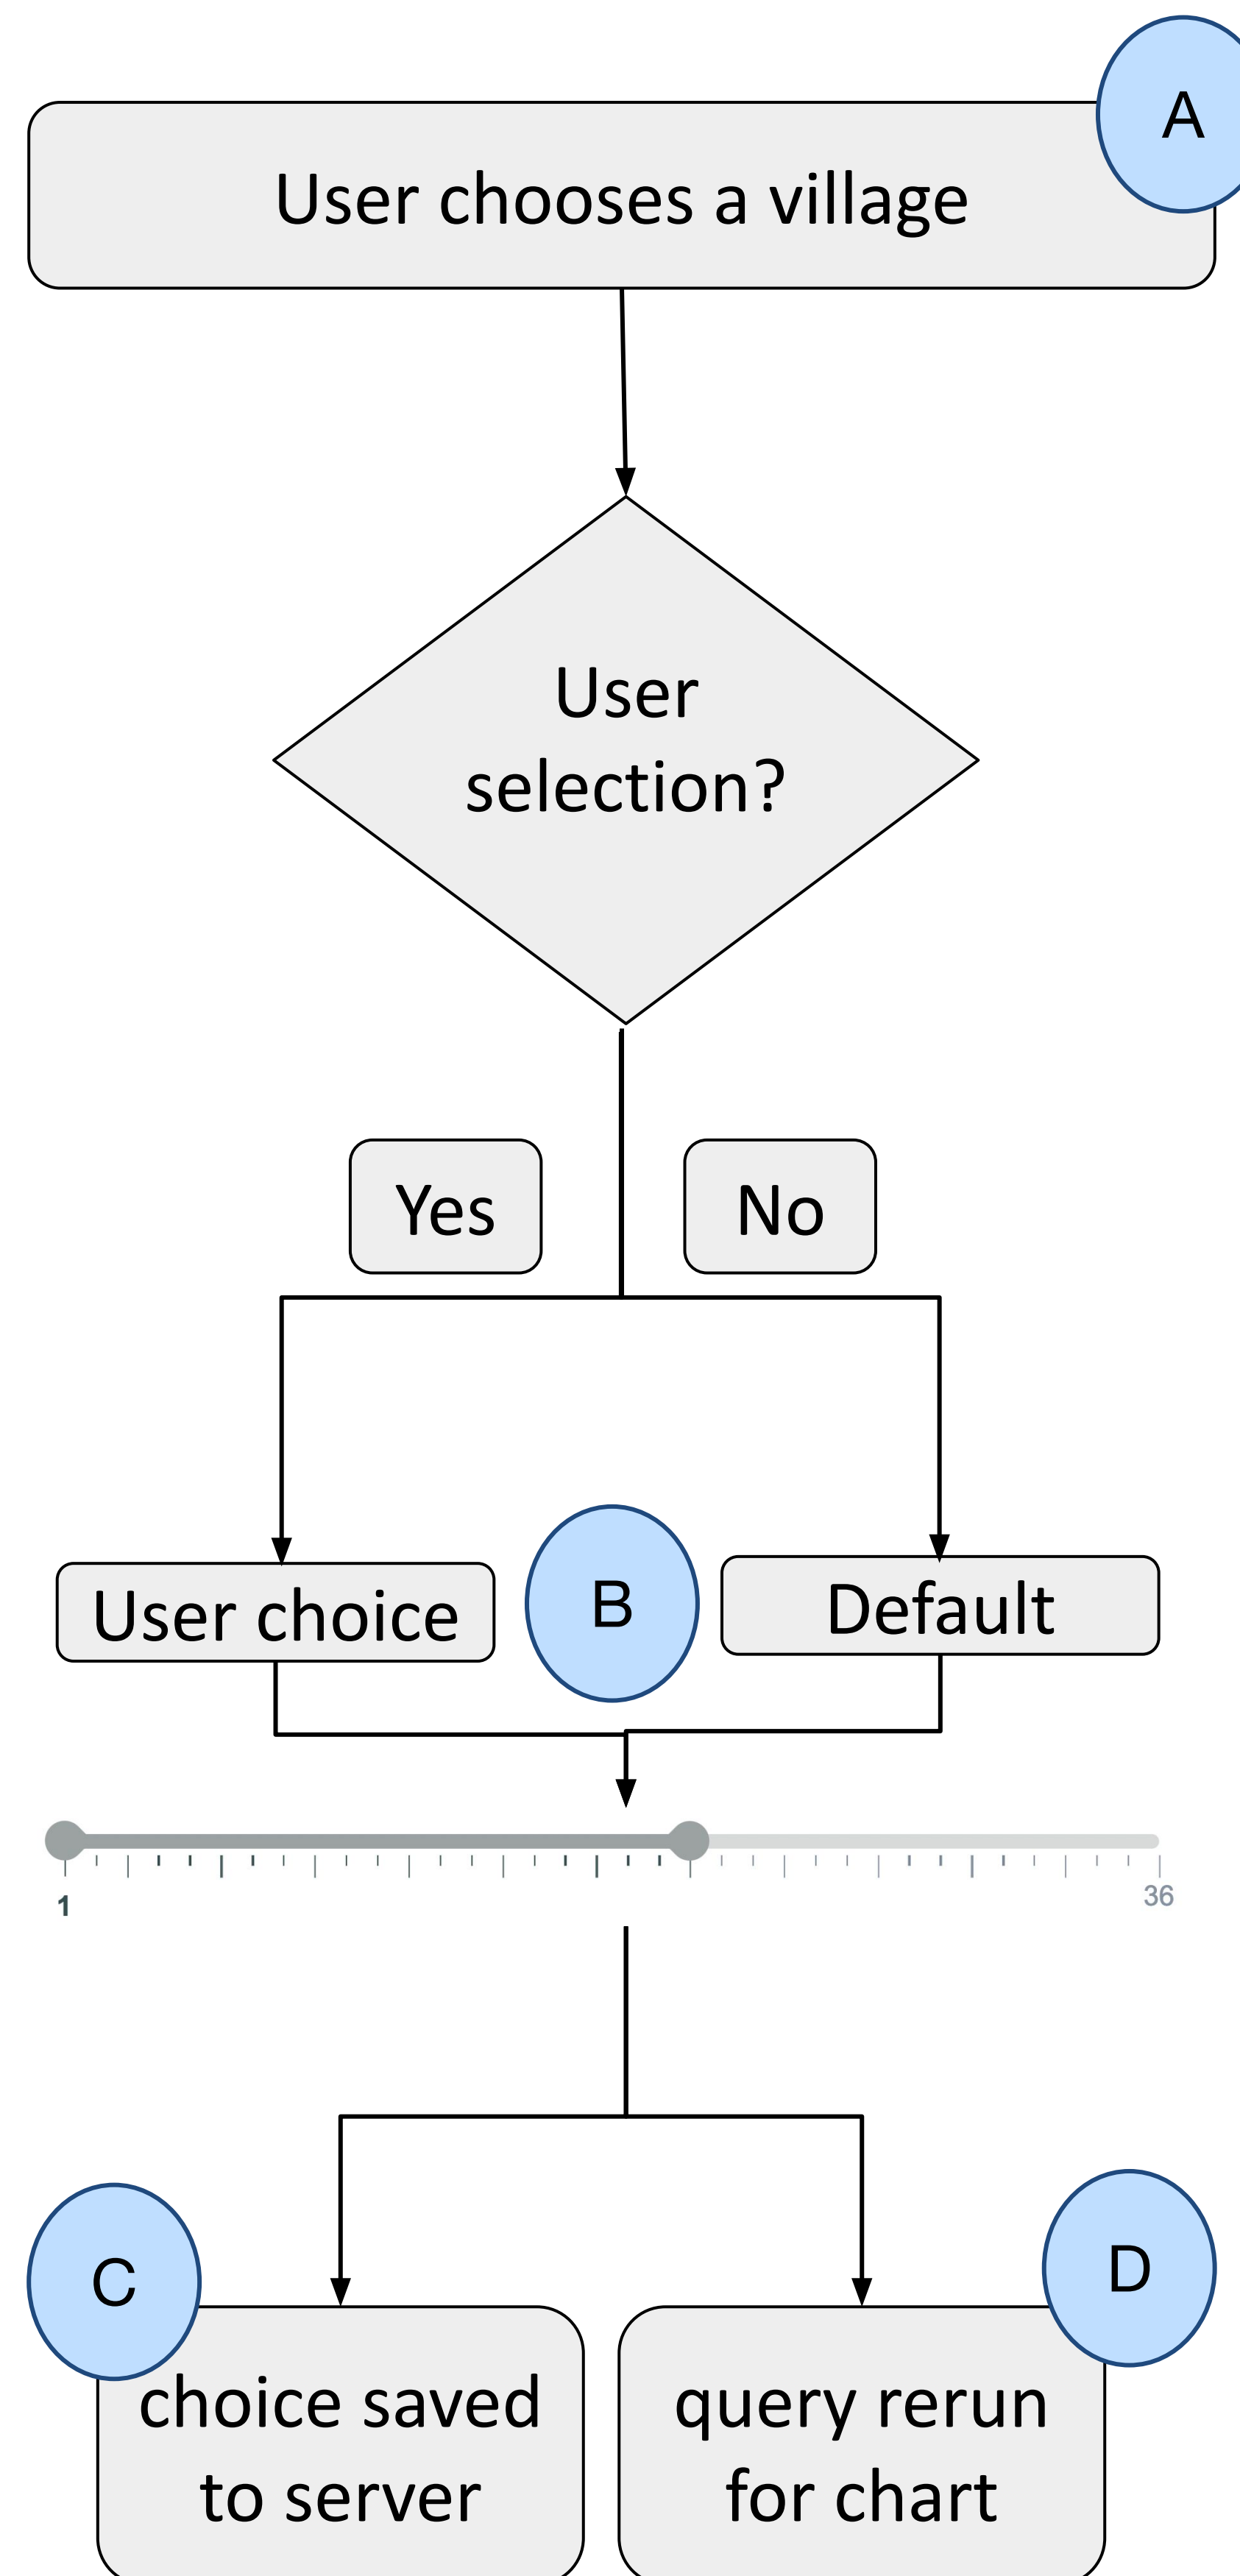 A
User chooses a village
User
selection?
Yes
No
User choice
B
Default
1
36
C
D
choice saved
to server
query rerun
for chart